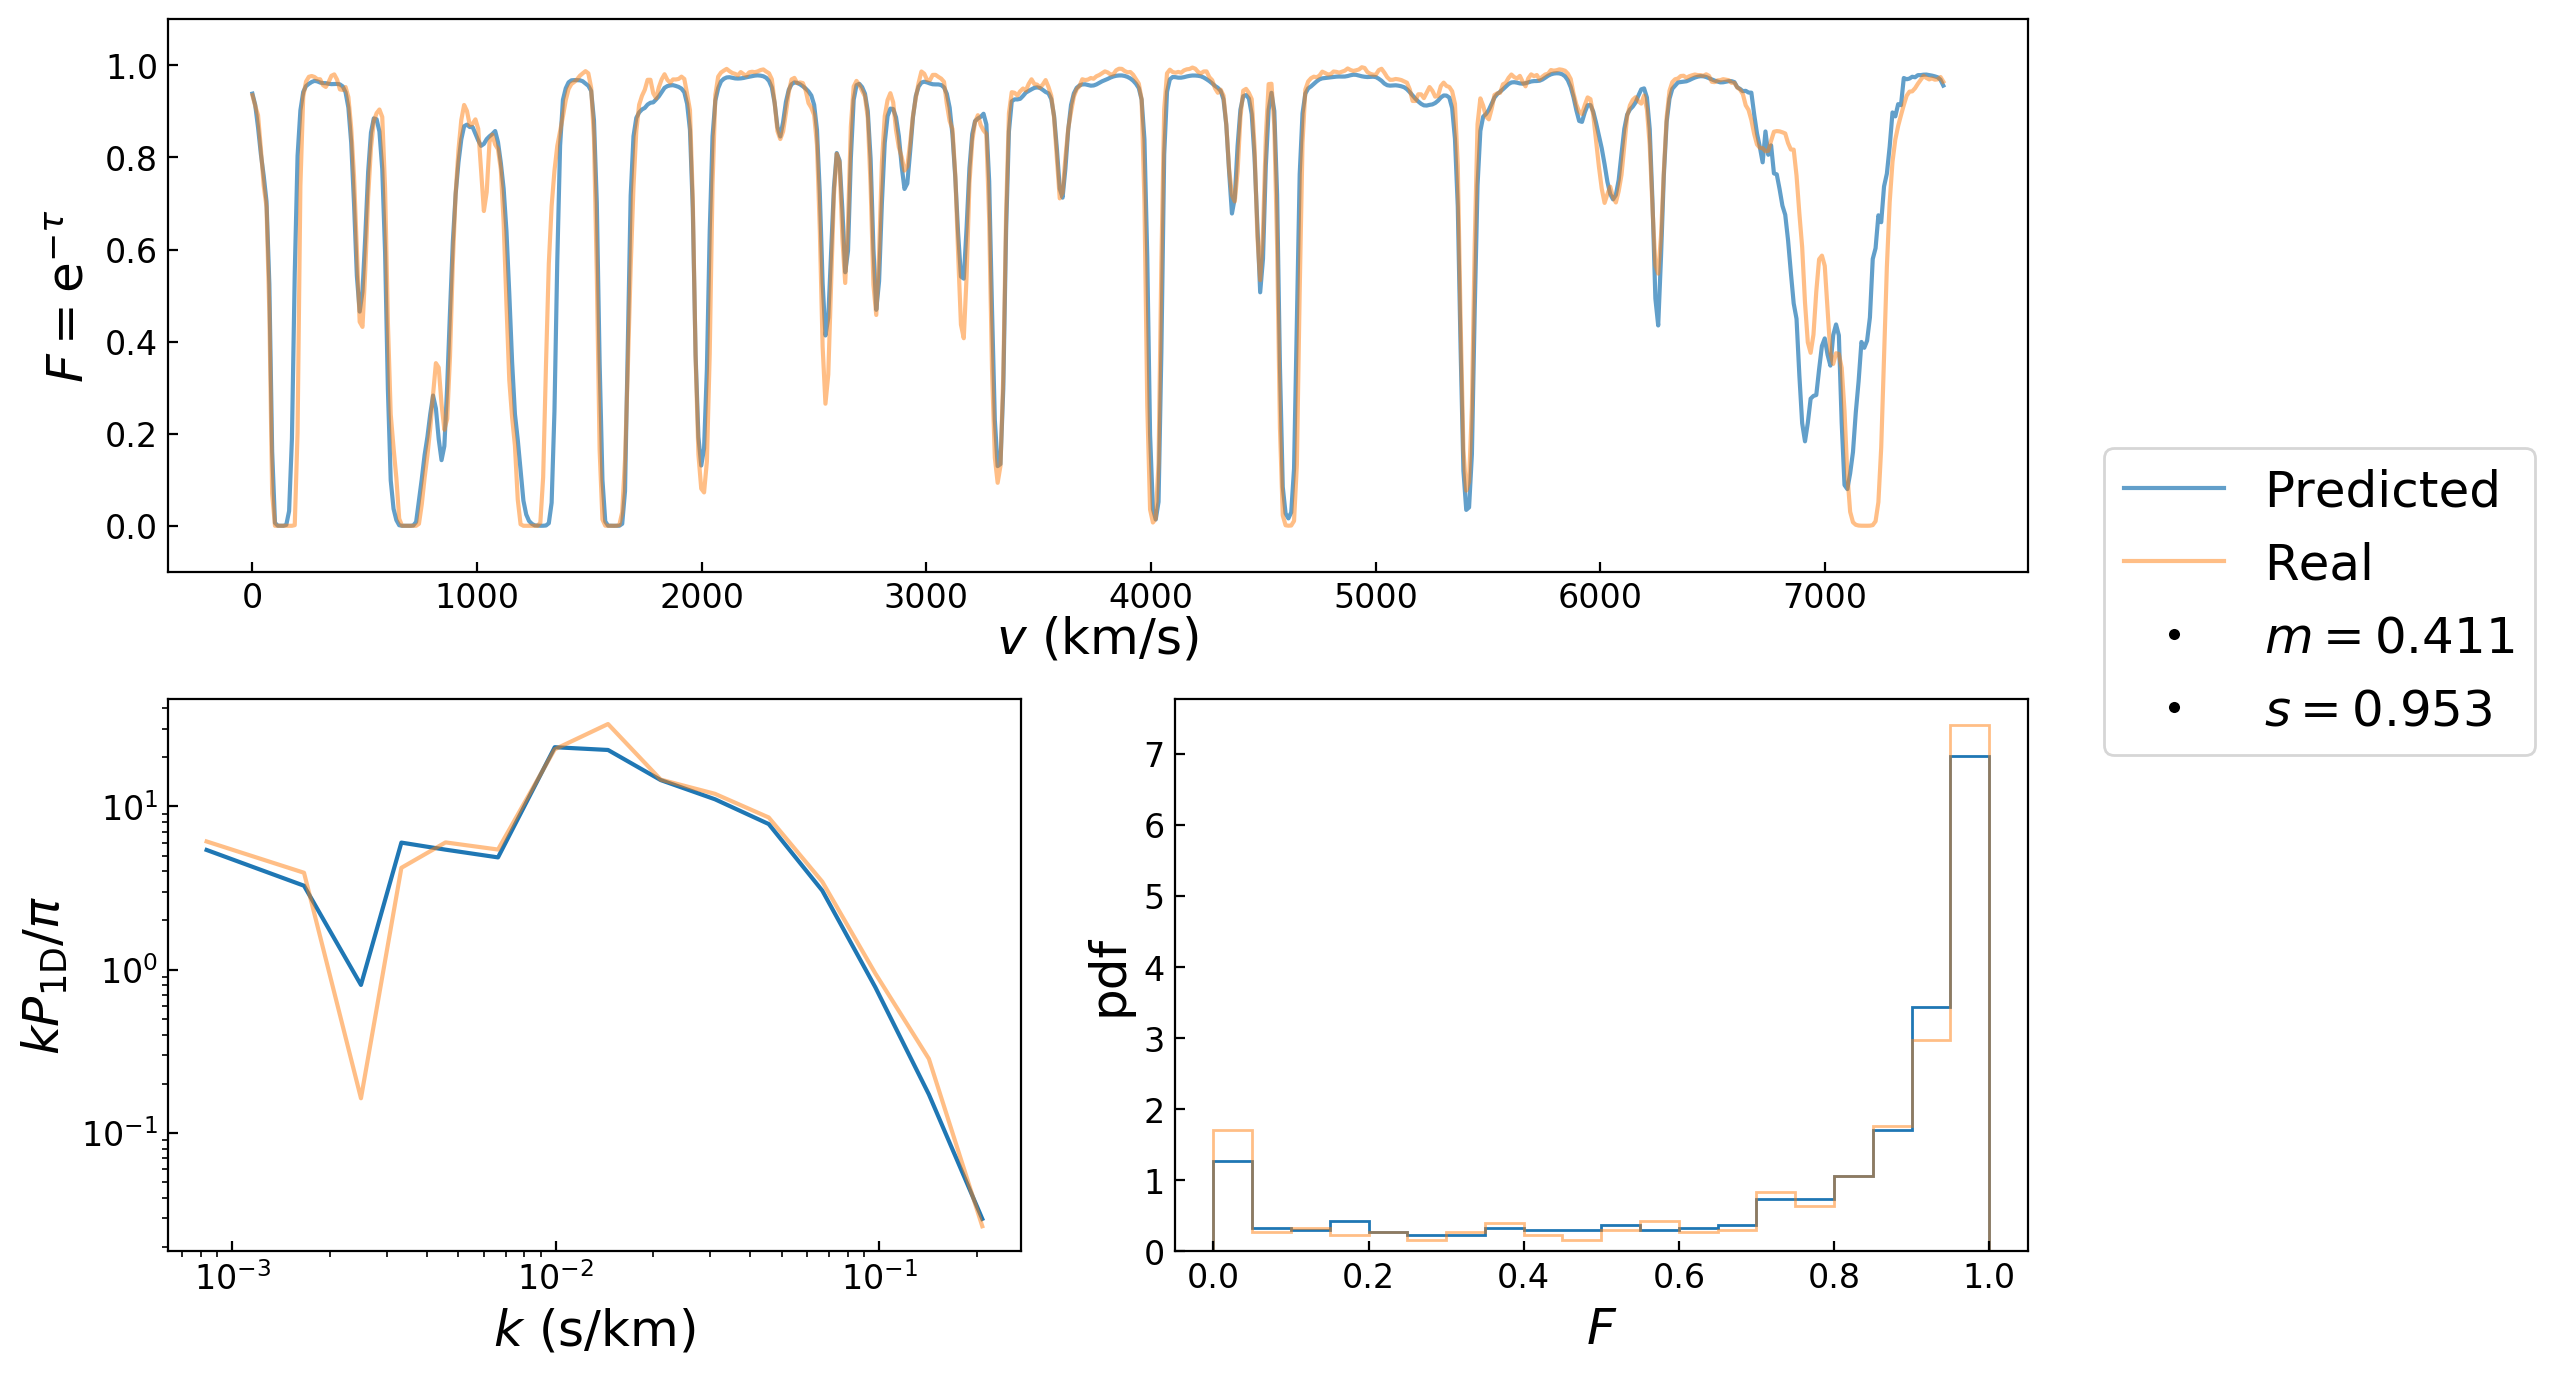 F = e^{-τ}
1.0
0.8
0.6
0.4
0.2
0.0
0 1000 2000 3000 4000 5000 6000 7000
v (km/s)
Predicted
Real
m = 0.411
s = 0.953
kP_{1D}/π
10^1
10^0
10^{-1}
10^{-3} 10^{-2} 10^{-1}
k (s/km)
pdf
7
6
5
4
3
2
1
0
0.0 0.2 0.4 0.6 0.8 1.0
F